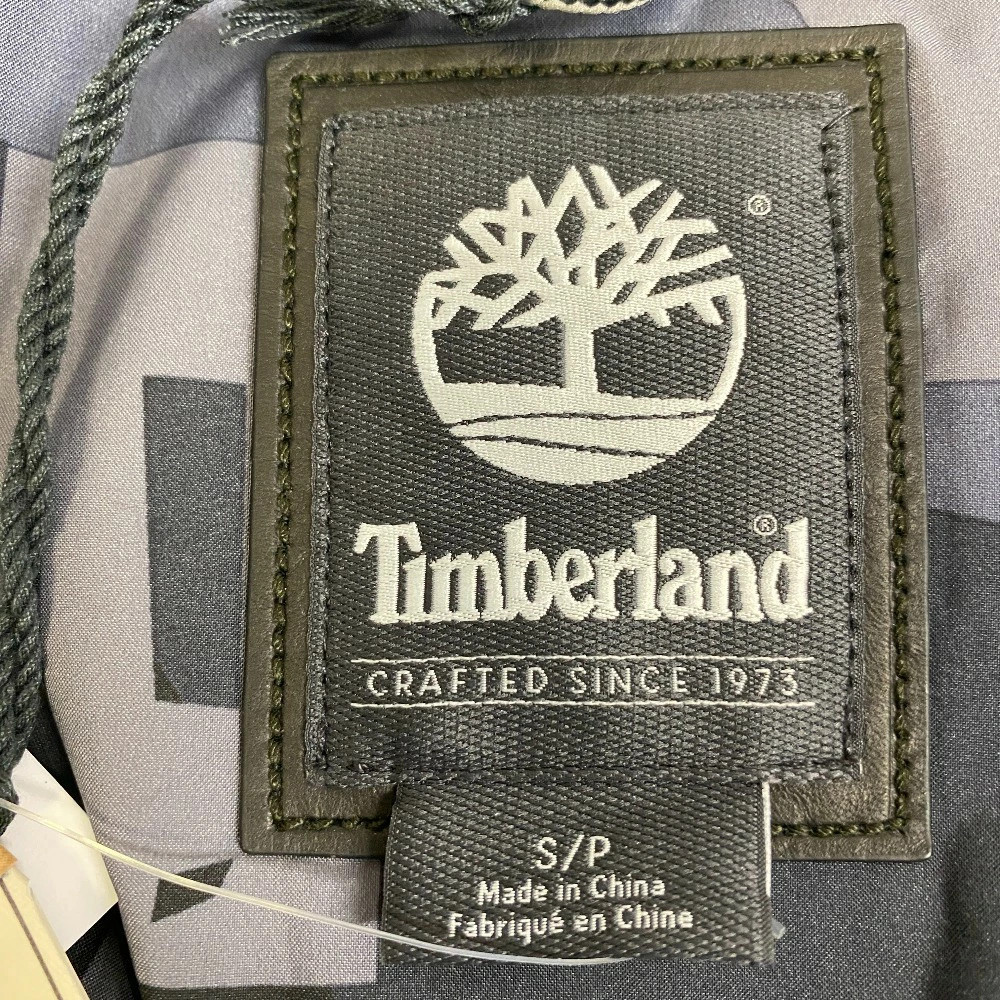 ®
Timberland®
CRAFTED SINCE 1973
S/P
Made in China
Fabriqué en Chine